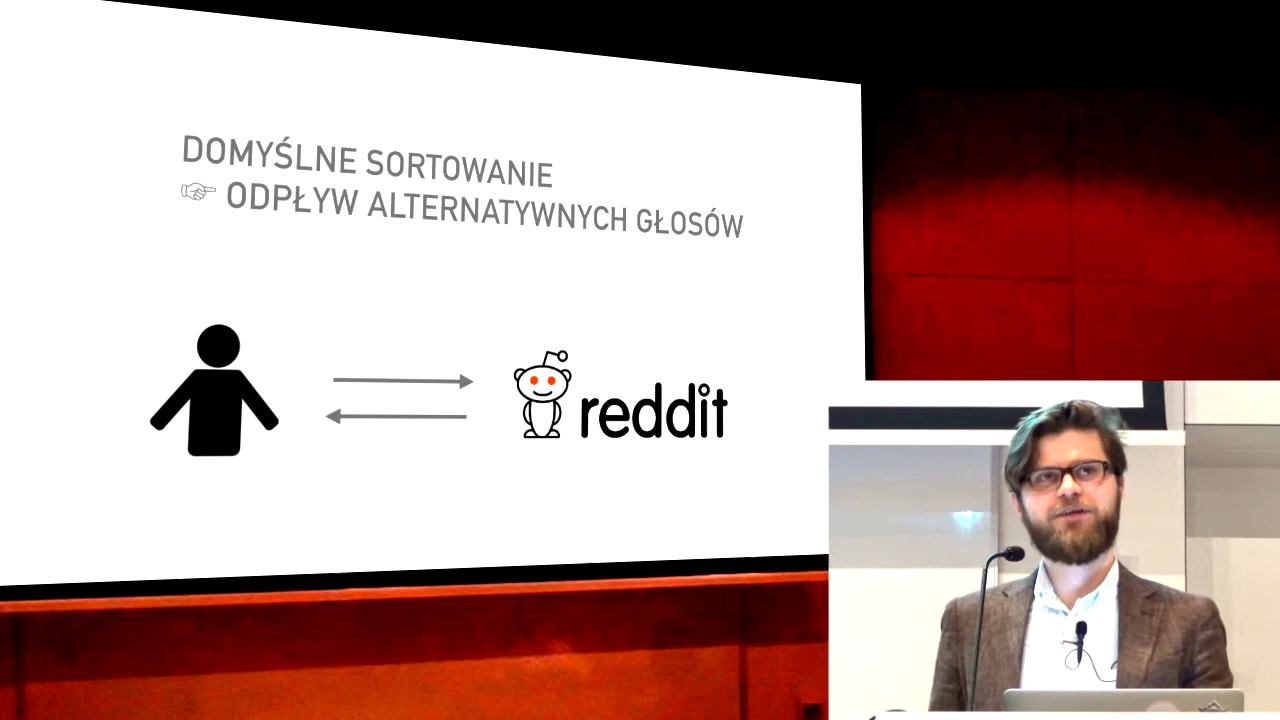 DOMYŚLNE SORTOWANIE
☞ ODPŁYW ALTERNATYWNYCH GŁOSÓW
reddit